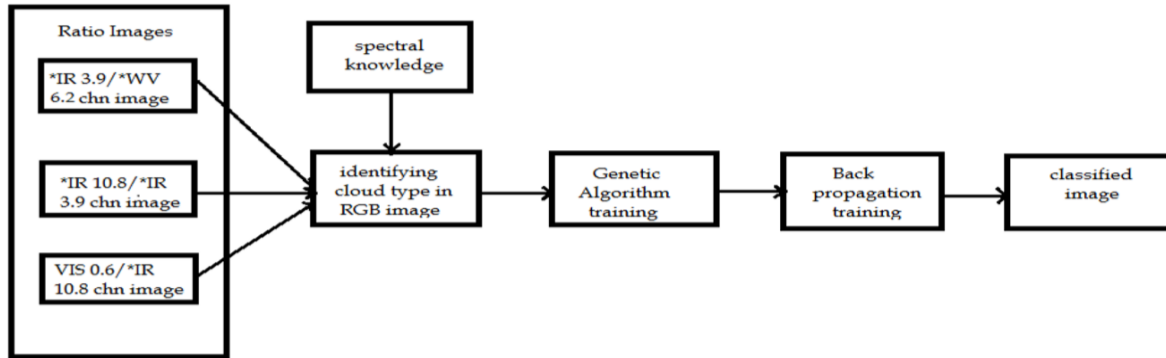 Ratio Images
*IR 3.9/*WV
6.2 chn image
*IR 10.8/*IR
3.9 chn image
VIS 0.6/*IR
10.8 chn image
spectral
knowledge
identifying
cloud type in
RGB image
Genetic
Algorithm
training
Back
propagation
training
classified
image